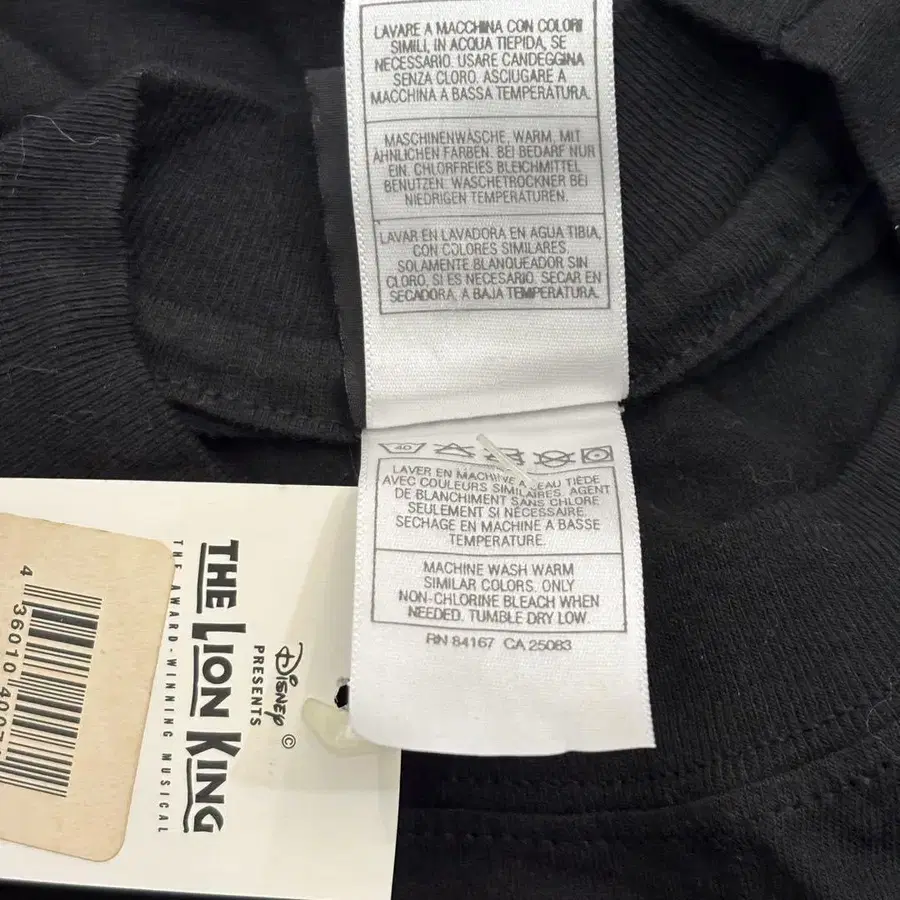 LAVARE A MACCHINA CON COLORI
SIMILI, IN ACQUA TIEPIDA, SE
NECESSARIO. USARE CANDEGGINA
SENZA CLORO. ASCIUGARE A
MACCHINA A BASSA TEMPERATURA.
MASCHINENWÄSCHE, WARM, MIT
ÄHNLICHEN FARBEN. BEI BEDARF NUR
EIN. CHLORFREIES BLEICHMITTEL
BENUTZEN. WASCHETROCKNER BEI
NIEDRIGEN TEMPERATUREN.
LAVAR EN LAVADORA EN AGUA TIBIA,
CON COLORES SIMILARES.
SOLAMENTE BLANQUEADOR SIN
CLORO, SI ES NECESARIO. SECAR EN
SECADORA, A BAJA TEMPERATURA.
40
LAVER EN MACHINE A EAU TIÈDE
AVEC COULEURS SIMILAIRES. AGENT
DE BLANCHIMENT SANS CHLORE
SEULEMENT SI NÉCESSAIRE.
SECHAGE EN MACHINE A BASSE
TEMPERATURE.
MACHINE WASH WARM
SIMILAR COLORS. ONLY
NON-CHLORINE BLEACH WHEN
NEEDED. TUMBLE DRY LOW.
RN 84167 CA 25083
DISNEY ©
PRESENTS
THE LION KING
THE AWARD-WINNING MUSICAL
4 36010 400